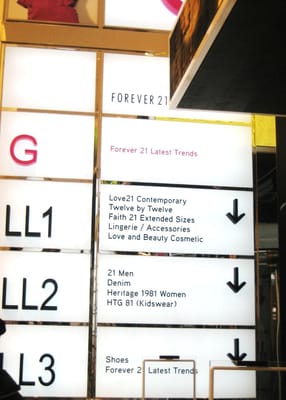 FOREVER 21
G
Forever 21 Latest Trends
LL1
Love21 Contemporary
Twelve by Twelve
Faith 21 Extended Sizes
Lingerie / Accessories
Love and Beauty Cosmetic
LL2
21 Men
Denim
Heritage 1981 Women
HTG 81 (Kidswear)
LL3
Shoes
Forever 21 Latest Trends